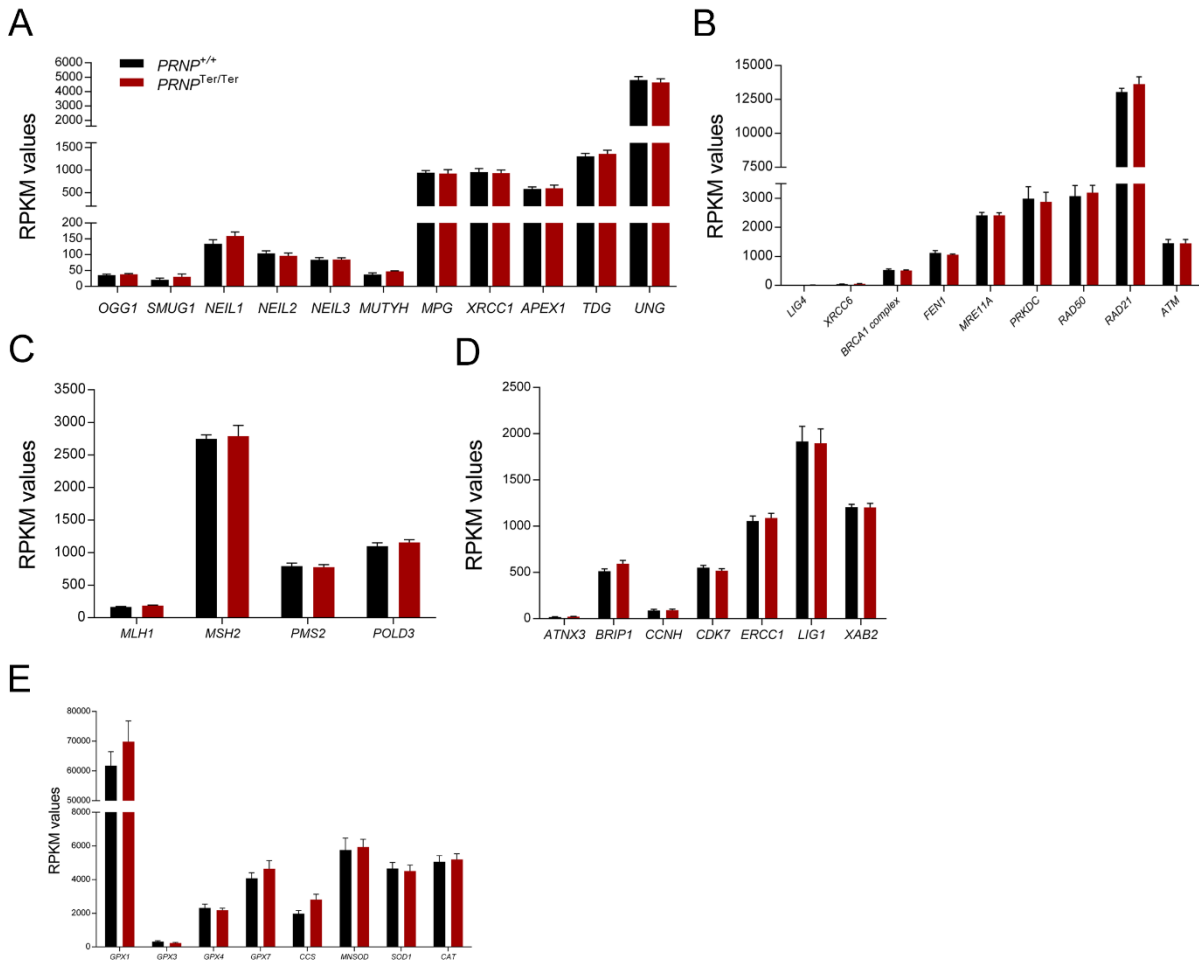 A
PRNP+/+
PRNPTer/Ter
RPKM values
6000
5000
4000
3000
2000
1500
1000
500
200
150
100
50
0
OGG1 SMUG1 NEIL1 NEIL2 NEIL3 MUTYH MPG XRCC1 APEX1 TDG UNG
B
RPKM values
15000
12500
10000
7500
3000
2000
1000
0
LIG4 XRCC6 BRCA1 complex FEN1 MRE11A PRKDC RAD50 RAD21 ATM
C
RPKM values
3500
3000
2500
2000
1500
1000
500
0
MLH1 MSH2 PMS2 POLD3
D
RPKM values
2500
2000
1500
1000
500
0
ATNX3 BRIP1 CCNH CDK7 ERCC1 LIG1 XAB2
E
RPKM values
80000
70000
60000
50000
8000
6000
4000
2000
0
GPX1 GPX3 GPX4 GPX7 CCS MNSOD SOD1 CAT